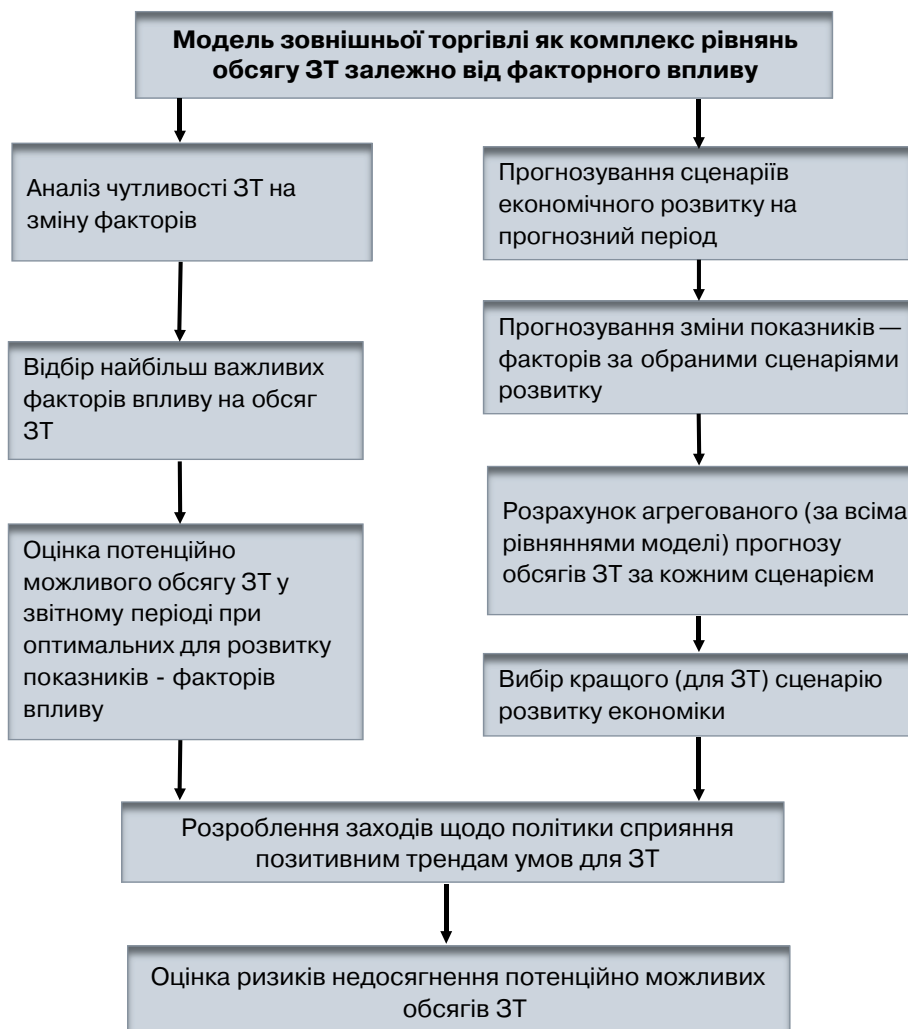 Модель зовнішньої торгівлі як комплекс рівнянь
обсягу ЗТ залежно від факторного впливу
Аналіз чутливості ЗТ на
зміну факторів
Відбір найбільш важливих
факторів впливу на обсяг
ЗТ
Оцінка потенційно
можливого обсягу ЗТ у
звітному періоді при
оптимальних для розвитку
показників - факторів
впливу
Прогнозування сценаріїв
економічного розвитку на
прогнозний період
Прогнозування зміни показників —
факторів за обраними сценаріями
розвитку
Розрахунок агрегованого (за всіма
рівняннями моделі) прогнозу
обсягів ЗТ за кожним сценарієм
Вибір кращого (для ЗТ) сценарію
розвитку економіки
Розроблення заходів щодо політики сприяння
позитивним трендам умов для ЗТ
Оцінка ризиків недосягнення потенційно можливих
обсягів ЗТ